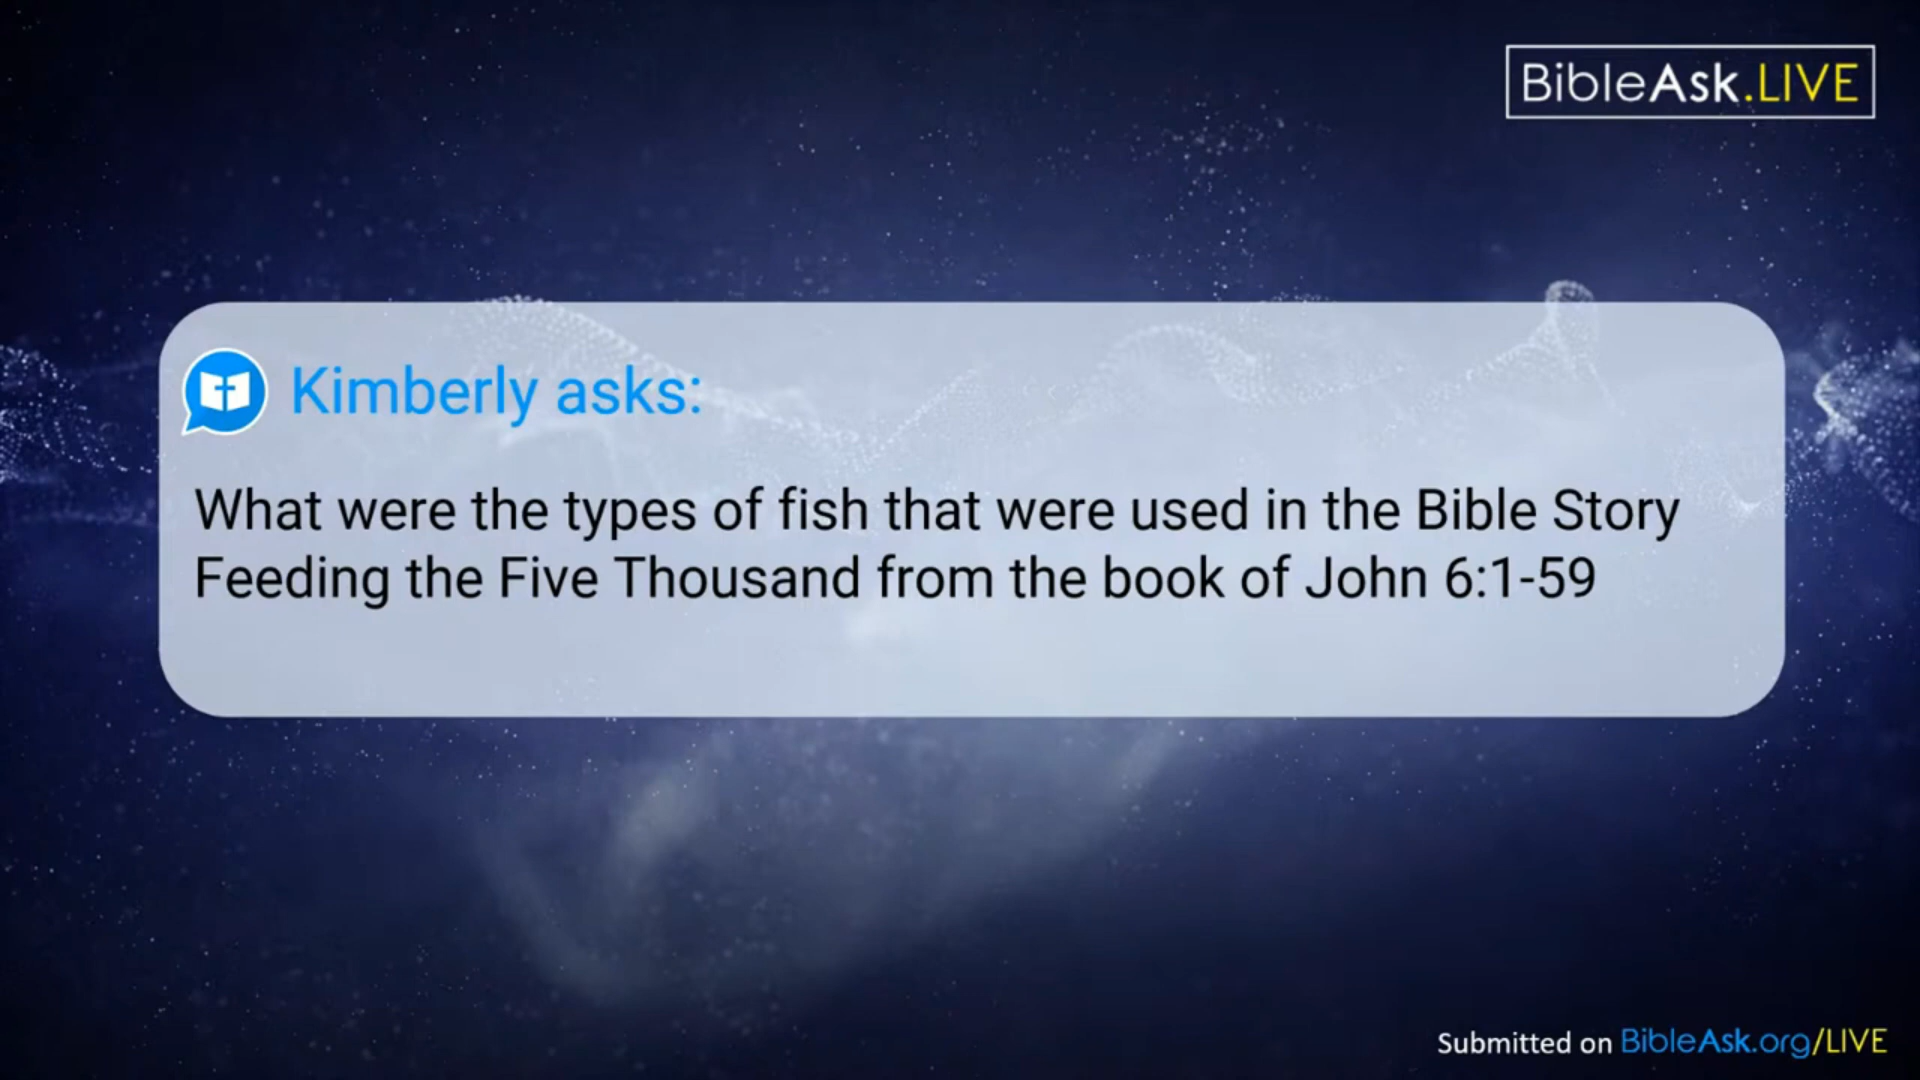 BibleAsk.LIVE
Kimberly asks:
What were the types of fish that were used in the Bible Story
Feeding the Five Thousand from the book of John 6:1-59
Submitted on BibleAsk.org/LIVE